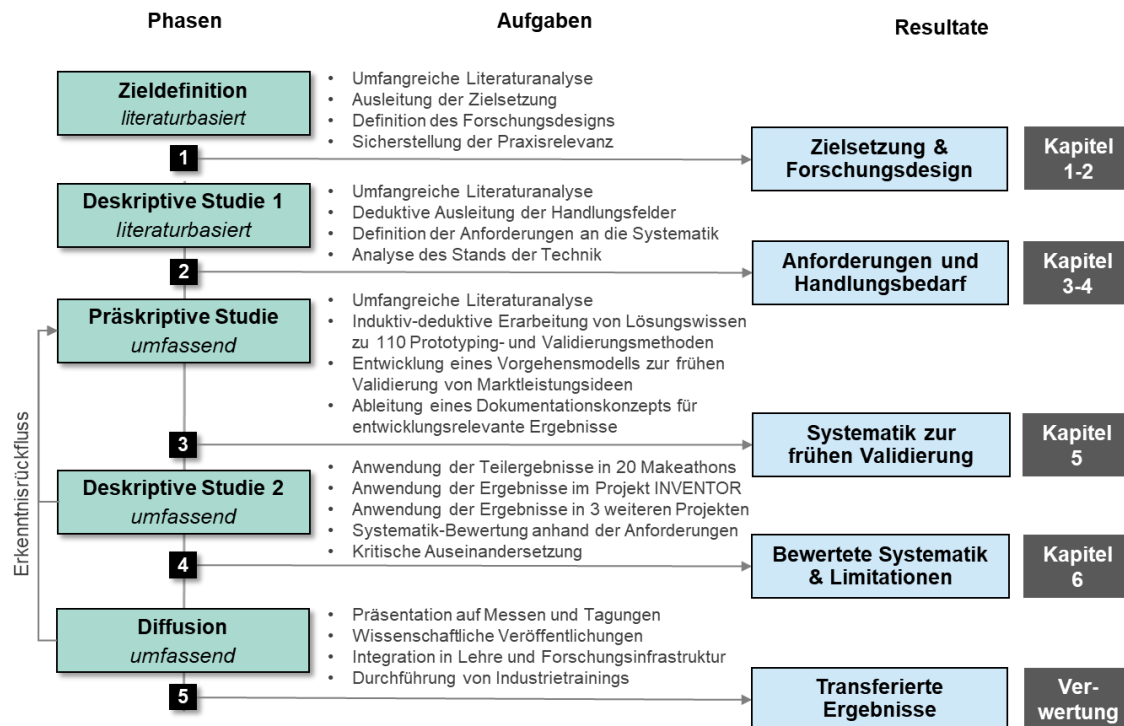 Phasen
Aufgaben
Resultate
Zieldefinition
literaturbasiert
• Umfangreiche Literaturanalyse
• Ausleitung der Zielsetzung
• Definition des Forschungsdesigns
• Sicherstellung der Praxisrelevanz
1
Zielsetzung &
Forschungsdesign
Kapitel
1-2
Deskriptive Studie 1
literaturbasiert
• Umfangreiche Literaturanalyse
• Deduktive Ausleitung der Handlungsfelder
• Definition der Anforderungen an die Systematik
• Analyse des Stands der Technik
2
Anforderungen und
Handlungsbedarf
Kapitel
3-4
Präskriptive Studie
umfassend
• Umfangreiche Literaturanalyse
• Induktiv-deduktive Erarbeitung von Lösungswissen
zu 110 Prototyping- und Validierungsmethoden
• Entwicklung eines Vorgehensmodells zur frühen
Validierung von Marktleistungsideen
• Ableitung eines Dokumentationskonzepts für
entwicklungsrelevante Ergebnisse
3
Systematik zur
frühen Validierung
Kapitel
5
Deskriptive Studie 2
umfassend
• Anwendung der Teilergebnisse in 20 Makeathons
• Anwendung der Ergebnisse im Projekt INVENTOR
• Anwendung der Ergebnisse in 3 weiteren Projekten
• Systematik-Bewertung anhand der Anforderungen
• Kritische Auseinandersetzung
4
Bewertete Systematik
& Limitationen
Kapitel
6
Diffusion
umfassend
• Präsentation auf Messen und Tagungen
• Wissenschaftliche Veröffentlichungen
• Integration in Lehre und Forschungsinfrastruktur
• Durchführung von Industrietrainings
5
Transferierte
Ergebnisse
Ver-
wertung
Erkenntnisrückfluss